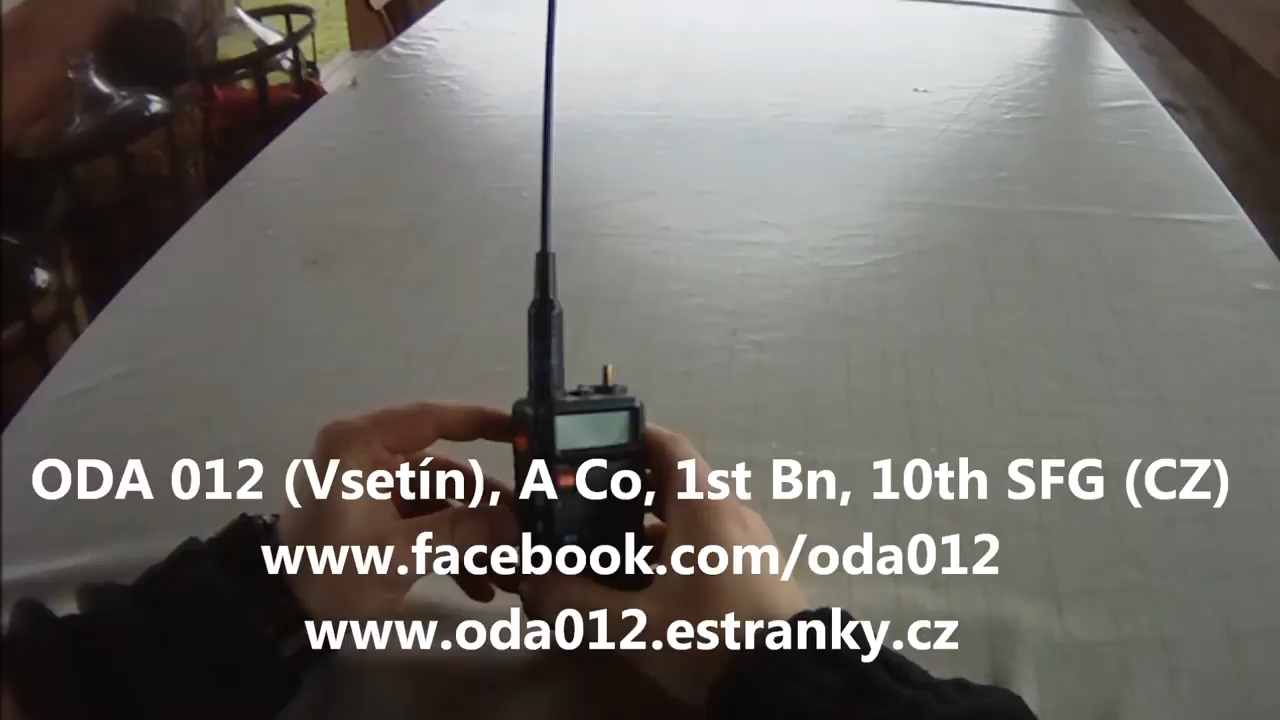 ODA 012 (Vsetín), A Co, 1st Bn, 10th SFG (CZ)
www.facebook.com/oda012
www.oda012.estranky.cz